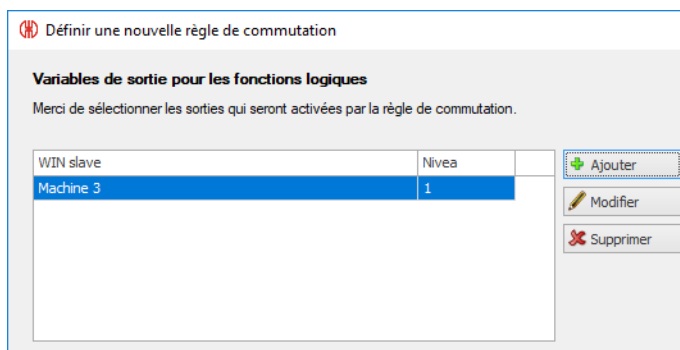 Définir une nouvelle règle de commutation
Variables de sortie pour les fonctions logiques
Merci de sélectionner les sorties qui seront activées par la règle de commutation.
WIN slave Nivea
Machine 3 1
Ajouter
Modifier
Supprimer